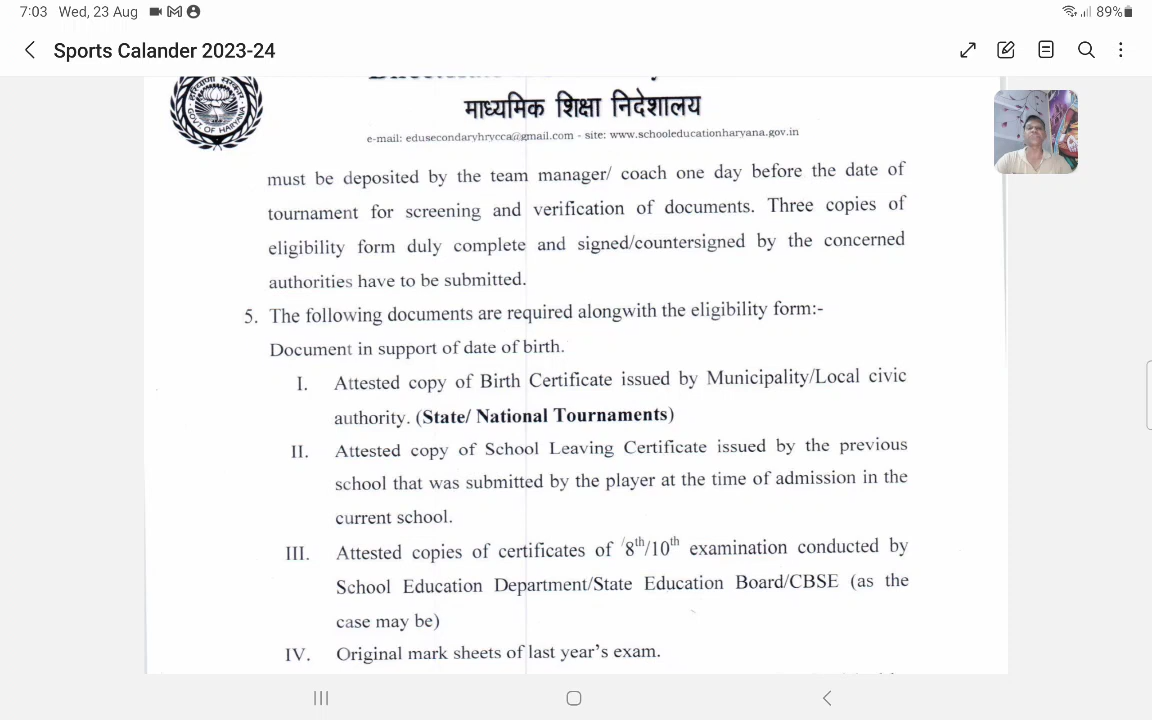 7:03 Wed, 23 Aug
89%
Sports Calander 2023-24
GOVT OF HARYANA
माध्यमिक शिक्षा निदेशालय
e-mail: edusecondaryhrycca@gmail.com - site: www.schooleducationharyana.gov.in
must be deposited by the team manager/ coach one day before the date of
tournament for screening and verification of documents. Three copies of
eligibility form duly complete and signed/countersigned by the concerned
authorities have to be submitted.
5. The following documents are required alongwith the eligibility form:-
Document in support of date of birth.
I. Attested copy of Birth Certificate issued by Municipality/Local civic
authority. (State/ National Tournaments)
II. Attested copy of School Leaving Certificate issued by the previous
school that was submitted by the player at the time of admission in the
current school.
III. Attested copies of certificates of 8th/10th examination conducted by
School Education Department/State Education Board/CBSE (as the
case may be)
IV. Original mark sheets of last year's exam.